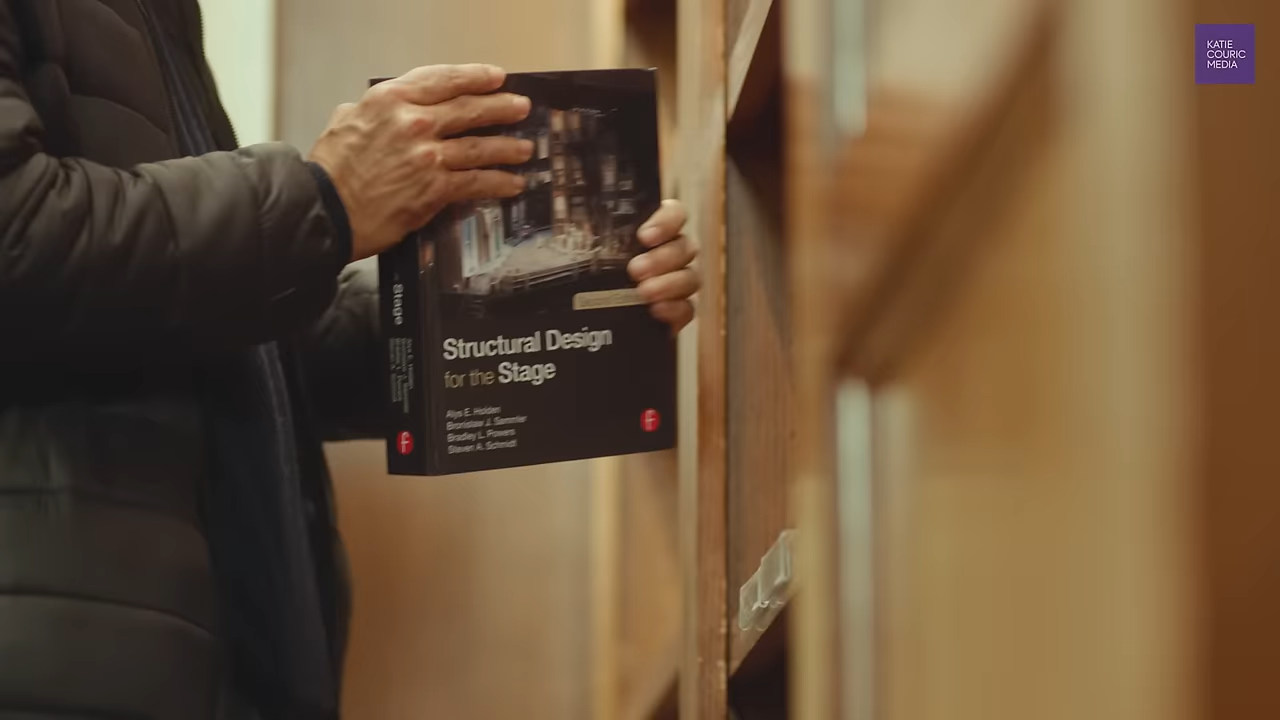 KATIE
COURIC
MEDIA
Structural Design
for the Stage
Alys E. Holden
Bronislaw J. Sammler
Bradley L. Powers
Steven A. Schmidt
Stage